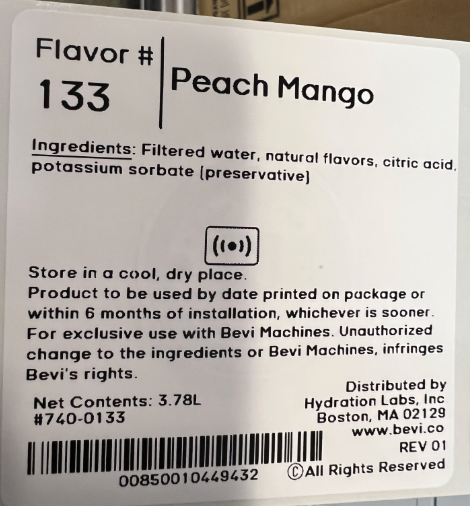 Flavor #
133
Peach Mango
Ingredients: Filtered water, natural flavors, citric acid,
potassium sorbate (preservative)
Store in a cool, dry place.
Product to be used by date printed on package or
within 6 months of installation, whichever is sooner.
For exclusive use with Bevi Machines. Unauthorized
change to the ingredients or Bevi Machines, infringes
Bevi's rights.
Net Contents: 3.78L
#740-0133
Distributed by
Hydration Labs, Inc
Boston, MA 02129
www.bevi.co
REV 01
00850010449432
©All Rights Reserved